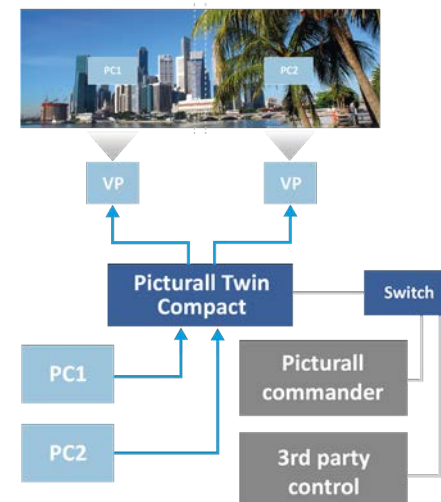 PC1
PC2
VP
VP
Picturall Twin
Compact
Switch
PC1
Picturall
commander
PC2
3rd party
control